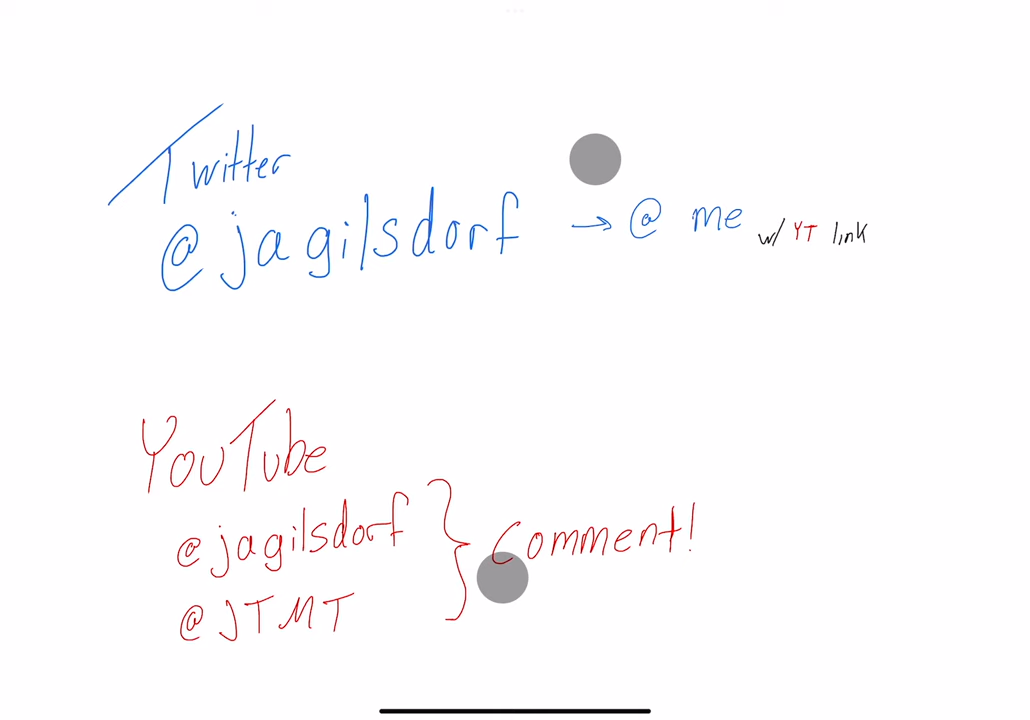 Twitter
@jagilsdorf → @ me w/ YT link
YouTube
@jagilsdorf
@JTMT
} Comment!